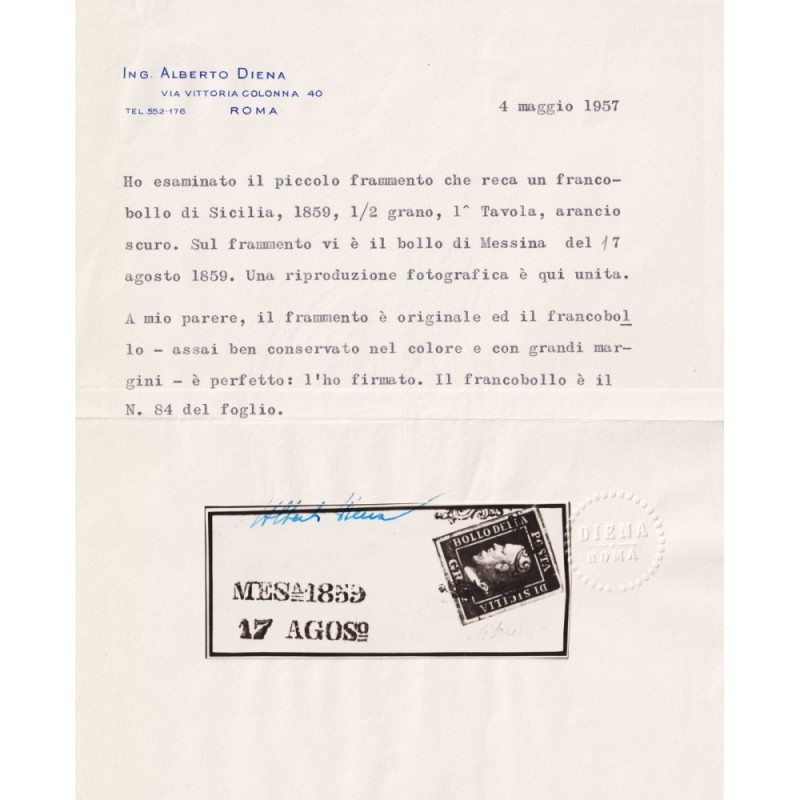 ING. ALBERTO DIENA
VIA VITTORIA COLONNA 40
TEL. 552-176 ROMA
4 maggio 1957
Ho esaminato il piccolo frammento che reca un franco-
bollo di Sicilia, 1859, 1/2 grano, 1^ Tavola, arancio
scuro. Sul frammento vi è il bollo di Messina del 17
agosto 1859. Una riproduzione fotografica è qui unita.
A mio parere, il frammento è originale ed il francobol
lo - assai ben conservato nel colore e con grandi mar-
gini - è perfetto: l'ho firmato. Il francobollo è il
N. 84 del foglio.
Alberto Diena
BOLLO DELLA POSTA
DI SICILIA
GR
MESA 1859
17 AGOSO
DIENA
ROMA